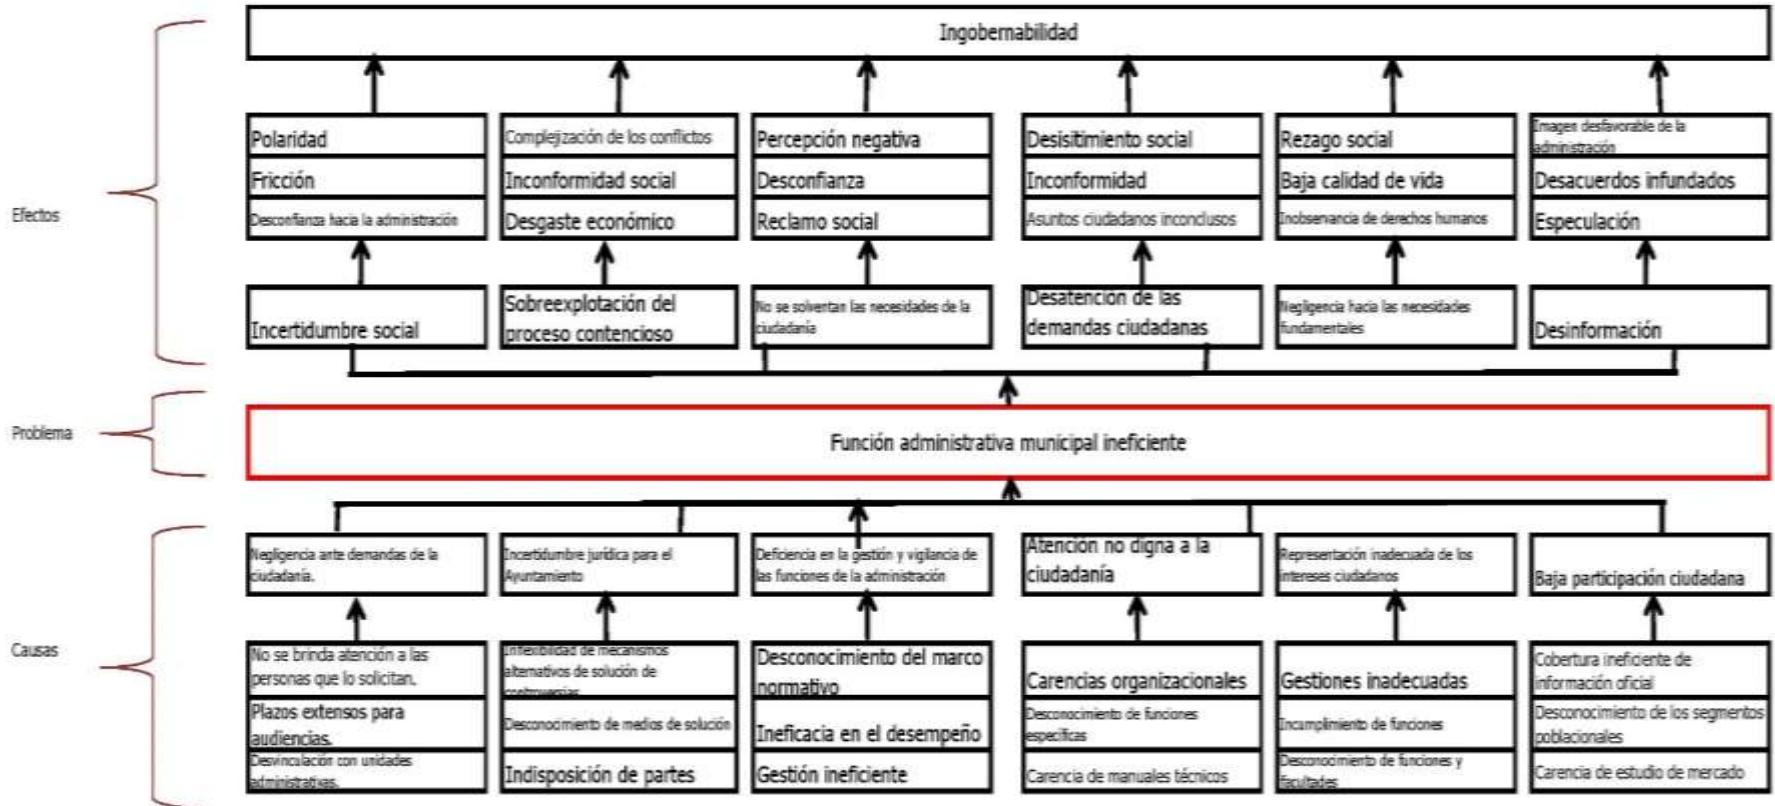 Ingobernabilidad
Polaridad
Complejización de los conflictos
Percepción negativa
Desisitimiento social
Rezago social
Imagen desfavorable de la
administración
Fricción
Inconformidad social
Desconfianza
Inconformidad
Baja calidad de vida
Desacuerdos infundados
Efectos
Desconfianza hacia la administración
Desgaste económico
Reclamo social
Asuntos ciudadanos inconclusos
Inobservancia de derechos humanos
Especulación
Incertidumbre social
Sobreexplotación del
proceso contencioso
No se solventan las necesidades de la
ciudadanía
Desatención de las
demandas ciudadanas
Negligencia hacia las necesidades
fundamentales
Desinformación
Problema
Función administrativa municipal ineficiente
Negligencia ante demandas de la
ciudadanía.
Incertidumbre jurídica para el
Ayuntamiento
Deficiencia en la gestión y vigilancia de
las funciones de la administración
Atención no digna a la
ciudadanía
Representación inadecuada de los
intereses ciudadanos
Baja participación ciudadana
Causas
No se brinda atención a las
personas que lo solicitan.
Inflexibilidad de mecanismos
alternativos de solución de
controversias
Desconocimiento del marco
normativo
Carencias organizacionales
Gestiones inadecuadas
Cobertura ineficiente de
información oficial
Plazos extensos para
audiencias.
Desconocimiento de medios de solución
Ineficacia en el desempeño
Desconocimiento de funciones
específicas
Incumplimiento de funciones
Desconocimiento de los segmentos
poblacionales
Desvinculación con unidades
administrativas.
Indisposición de partes
Gestión ineficiente
Carencia de manuales técnicos
Desconocimiento de funciones y
facultades
Carencia de estudio de mercado